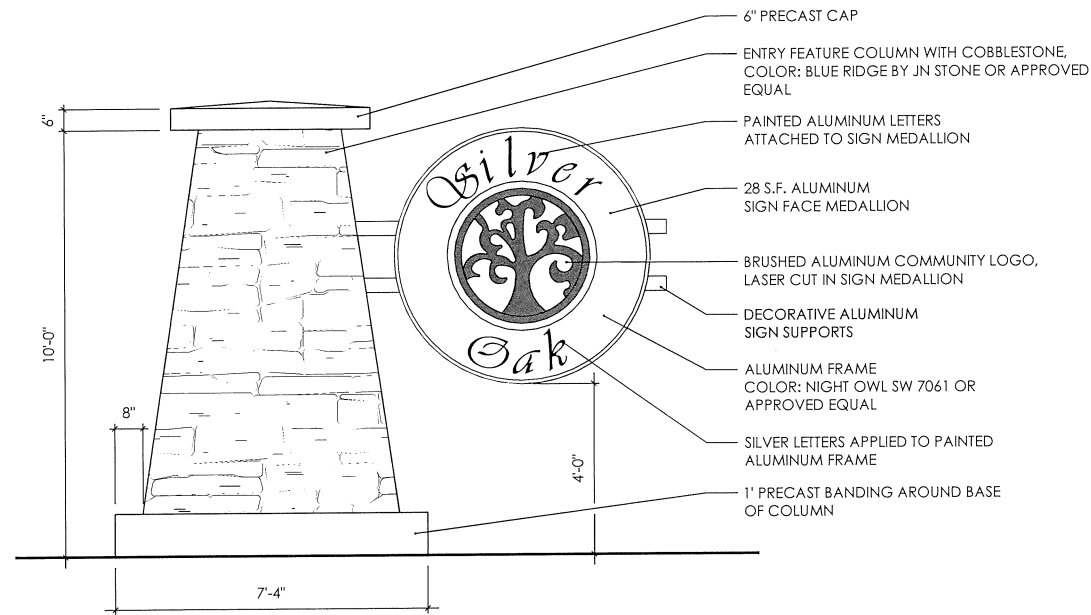 6" PRECAST CAP
ENTRY FEATURE COLUMN WITH COBBLESTONE,
COLOR: BLUE RIDGE BY JN STONE OR APPROVED
EQUAL
PAINTED ALUMINUM LETTERS
ATTACHED TO SIGN MEDALLION
28 S.F. ALUMINUM
SIGN FACE MEDALLION
BRUSHED ALUMINUM COMMUNITY LOGO,
LASER CUT IN SIGN MEDALLION
DECORATIVE ALUMINUM
SIGN SUPPORTS
ALUMINUM FRAME
COLOR: NIGHT OWL SW 7061 OR
APPROVED EQUAL
SILVER LETTERS APPLIED TO PAINTED
ALUMINUM FRAME
1' PRECAST BANDING AROUND BASE
OF COLUMN
Silver
Oak
6"
10'-0"
8"
4'-0"
7'-4"